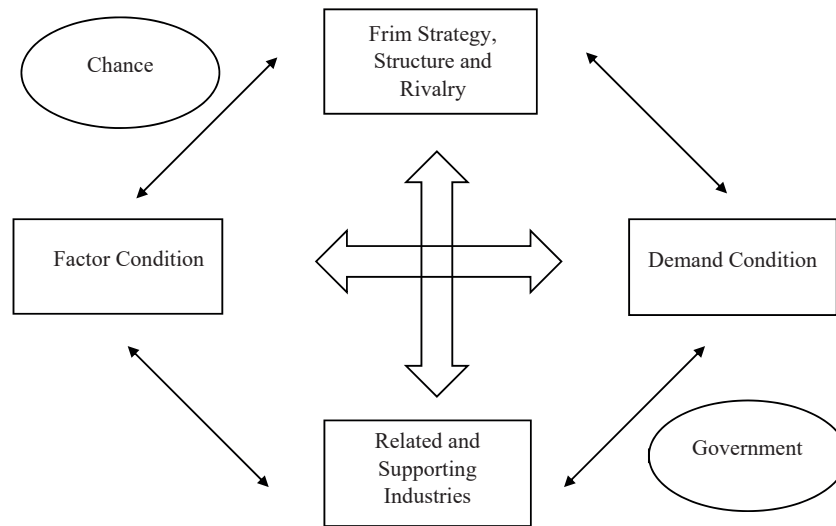 Frim Strategy,
Structure and
Rivalry
Chance
Factor Condition
Demand Condition
Related and
Supporting
Industries
Government